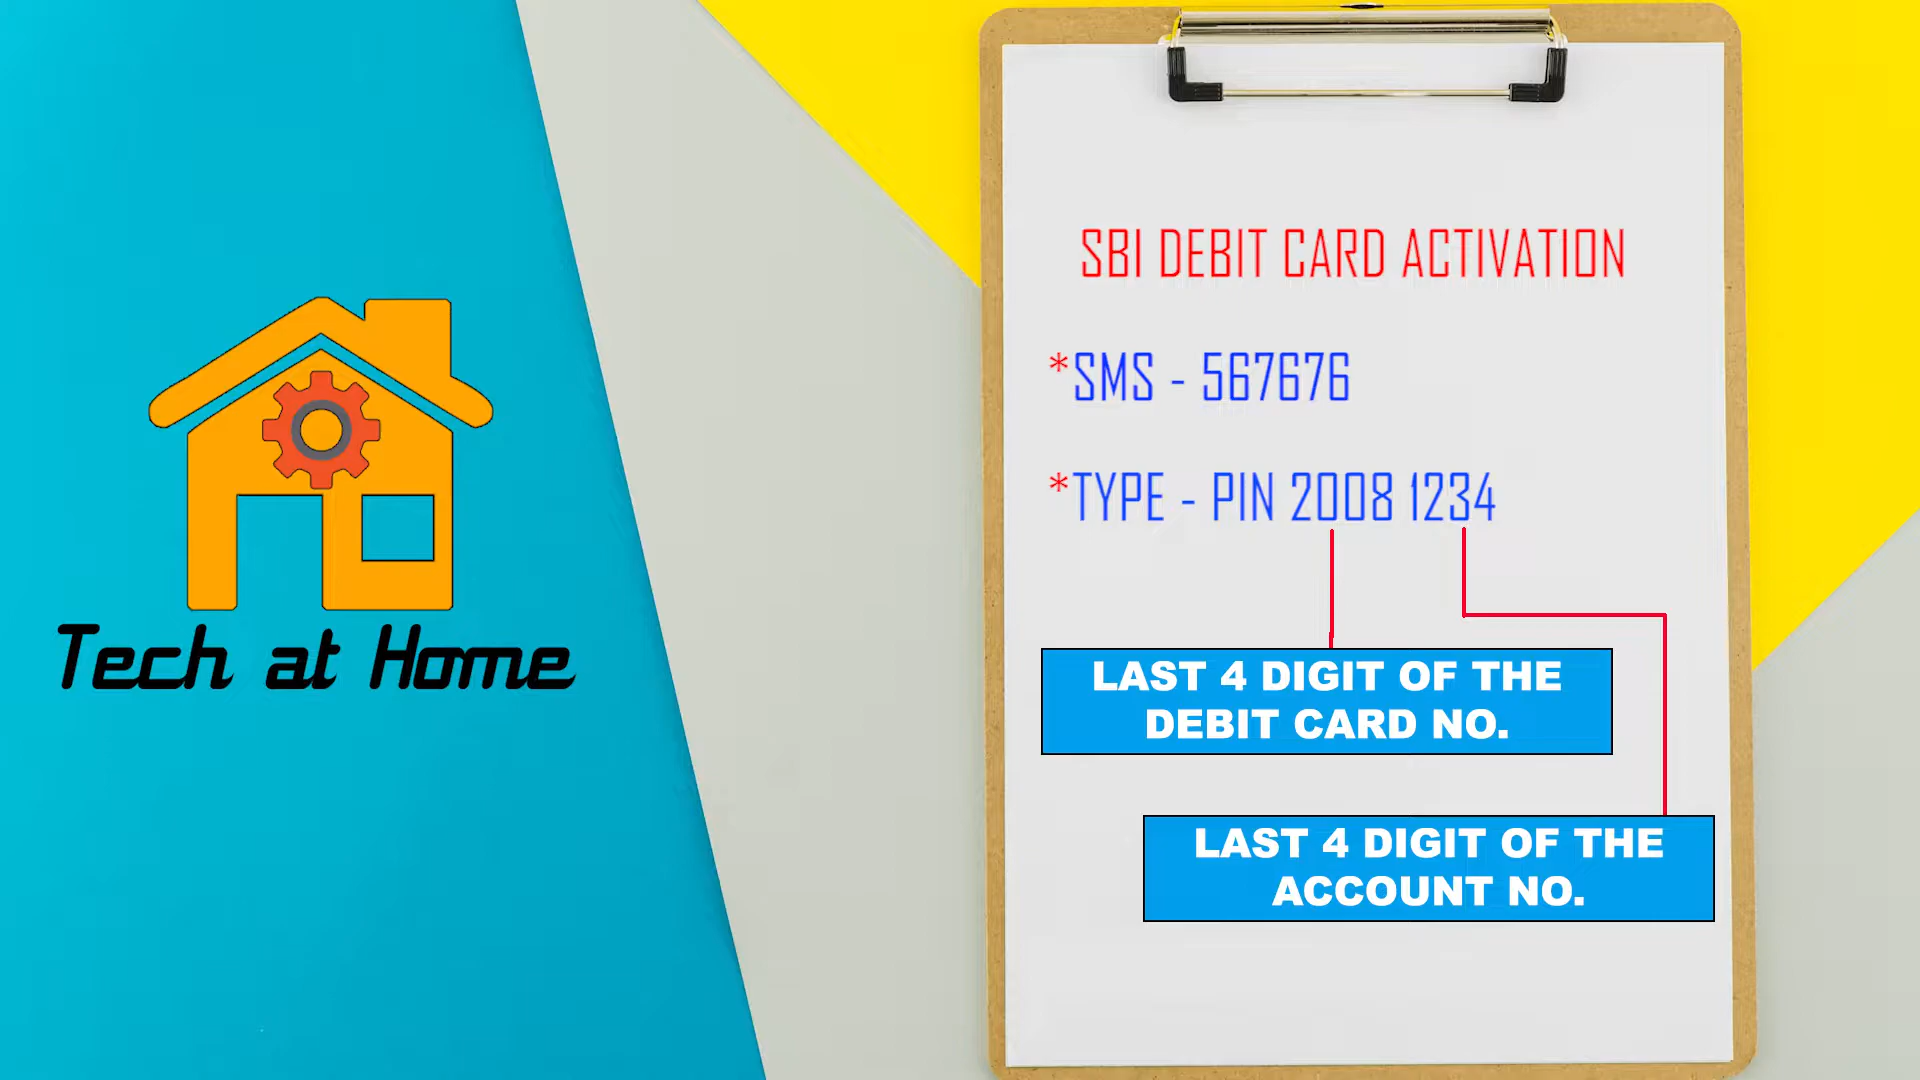 Tech at Home
SBI DEBIT CARD ACTIVATION
*SMS - 567676
*TYPE - PIN 2008 1234
LAST 4 DIGIT OF THE
DEBIT CARD NO.
LAST 4 DIGIT OF THE
ACCOUNT NO.